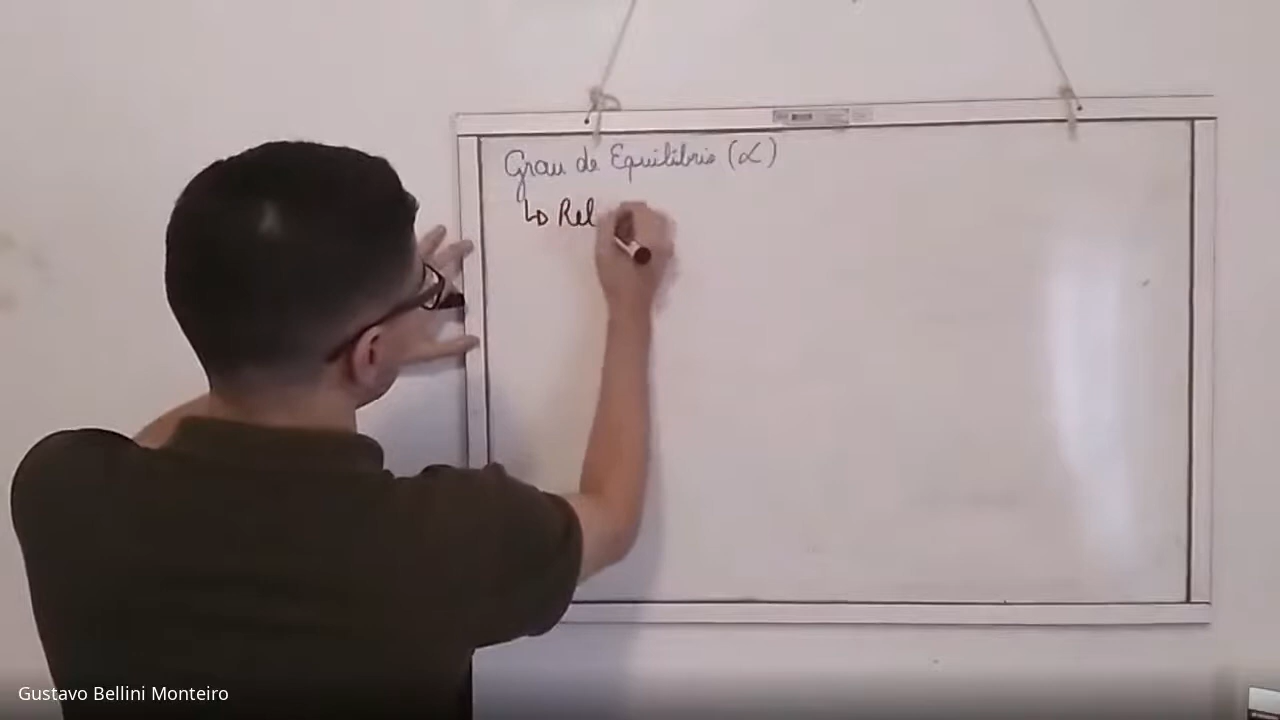 Grau de Equilíbrio (α)
↳ Rel
Gustavo Bellini Monteiro